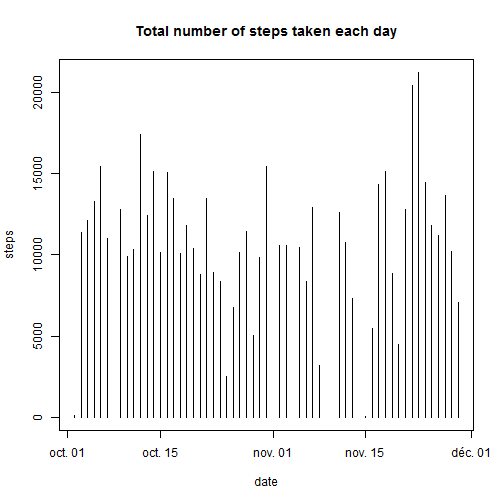 Total number of steps taken each day
steps
20000
15000
10000
5000
0
oct. 01 oct. 15 nov. 01 nov. 15 déc. 01
date